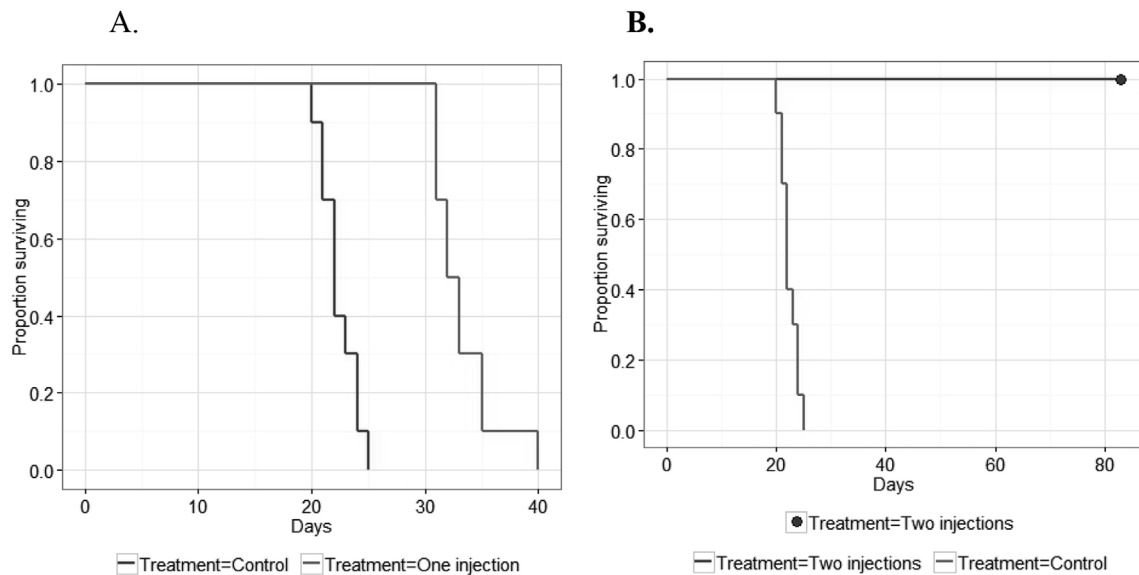 A.
Proportion surviving
1.0
0.8
0.6
0.4
0.2
0.0
0 10 20 30 40
Days
Treatment=Control Treatment=One injection
B.
Proportion surviving
1.0
0.8
0.6
0.4
0.2
0.0
0 20 40 60 80
Days
Treatment=Two injections
Treatment=Two injections Treatment=Control